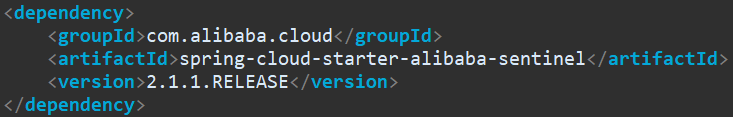 <dependency>
    <groupId>com.alibaba.cloud</groupId>
    <artifactId>spring-cloud-starter-alibaba-sentinel</artifactId>
    <version>2.1.1.RELEASE</version>
</dependency>